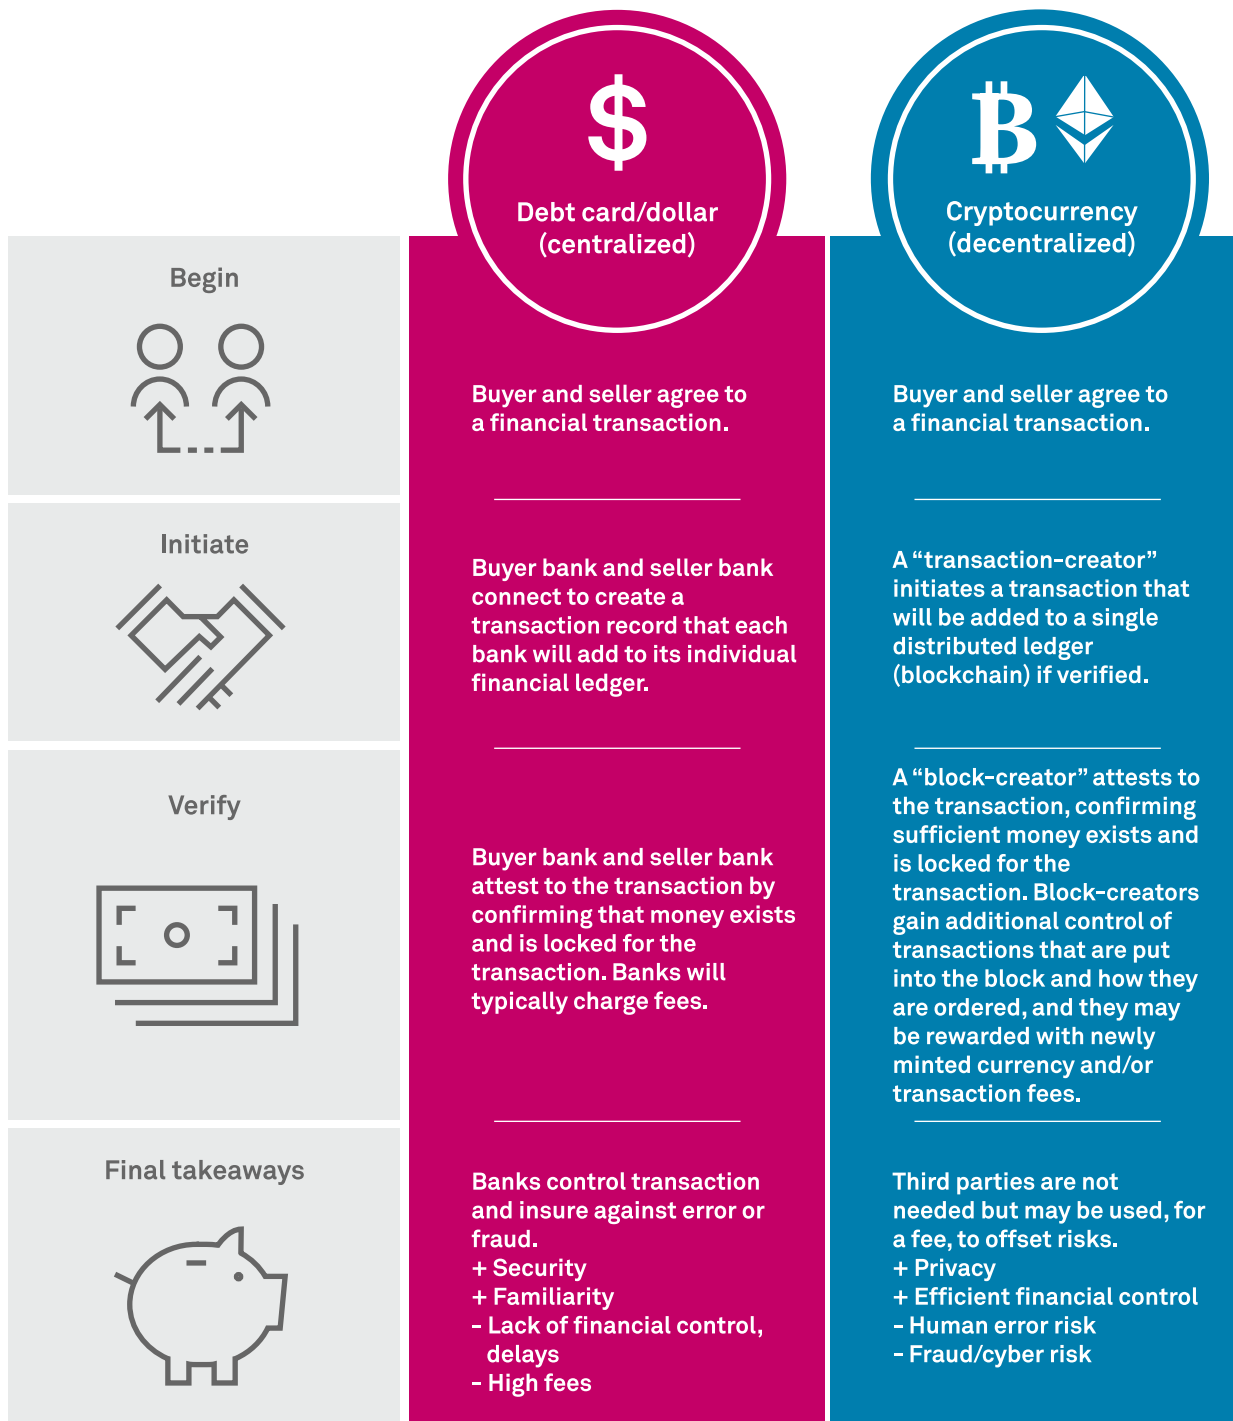 $
Debt card/dollar
(centralized)
Cryptocurrency
(decentralized)
Begin
Buyer and seller agree to
a financial transaction.
Buyer and seller agree to
a financial transaction.
Initiate
Buyer bank and seller bank
connect to create a
transaction record that each
bank will add to its individual
financial ledger.
A “transaction-creator”
initiates a transaction that
will be added to a single
distributed ledger
(blockchain) if verified.
Verify
Buyer bank and seller bank
attest to the transaction by
confirming that money exists
and is locked for the
transaction. Banks will
typically charge fees.
A “block-creator” attests to
the transaction, confirming
sufficient money exists and
is locked for the
transaction. Block-creators
gain additional control of
transactions that are put
into the block and how they
are ordered, and they may
be rewarded with newly
minted currency and/or
transaction fees.
Final takeaways
Banks control transaction
and insure against error or
fraud.
+ Security
+ Familiarity
- Lack of financial control,
delays
- High fees
Third parties are not
needed but may be used, for
a fee, to offset risks.
+ Privacy
+ Efficient financial control
- Human error risk
- Fraud/cyber risk